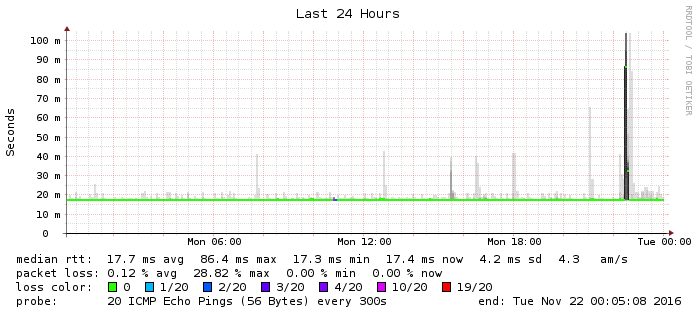 Last 24 Hours
RRDTOOL / TOBI OETIKER
Seconds
100 m
90 m
80 m
70 m
60 m
50 m
40 m
30 m
20 m
10 m
0
Mon 06:00 Mon 12:00 Mon 18:00 Tue 00:00
median rtt: 17.7 ms avg 86.4 ms max 17.3 ms min 17.4 ms now 4.2 ms sd 4.3 am/s
packet loss: 0.12 % avg 28.82 % max 0.00 % min 0.00 % now
loss color: 0 1/20 2/20 3/20 4/20 10/20 19/20
probe: 20 ICMP Echo Pings (56 Bytes) every 300s end: Tue Nov 22 00:05:08 2016